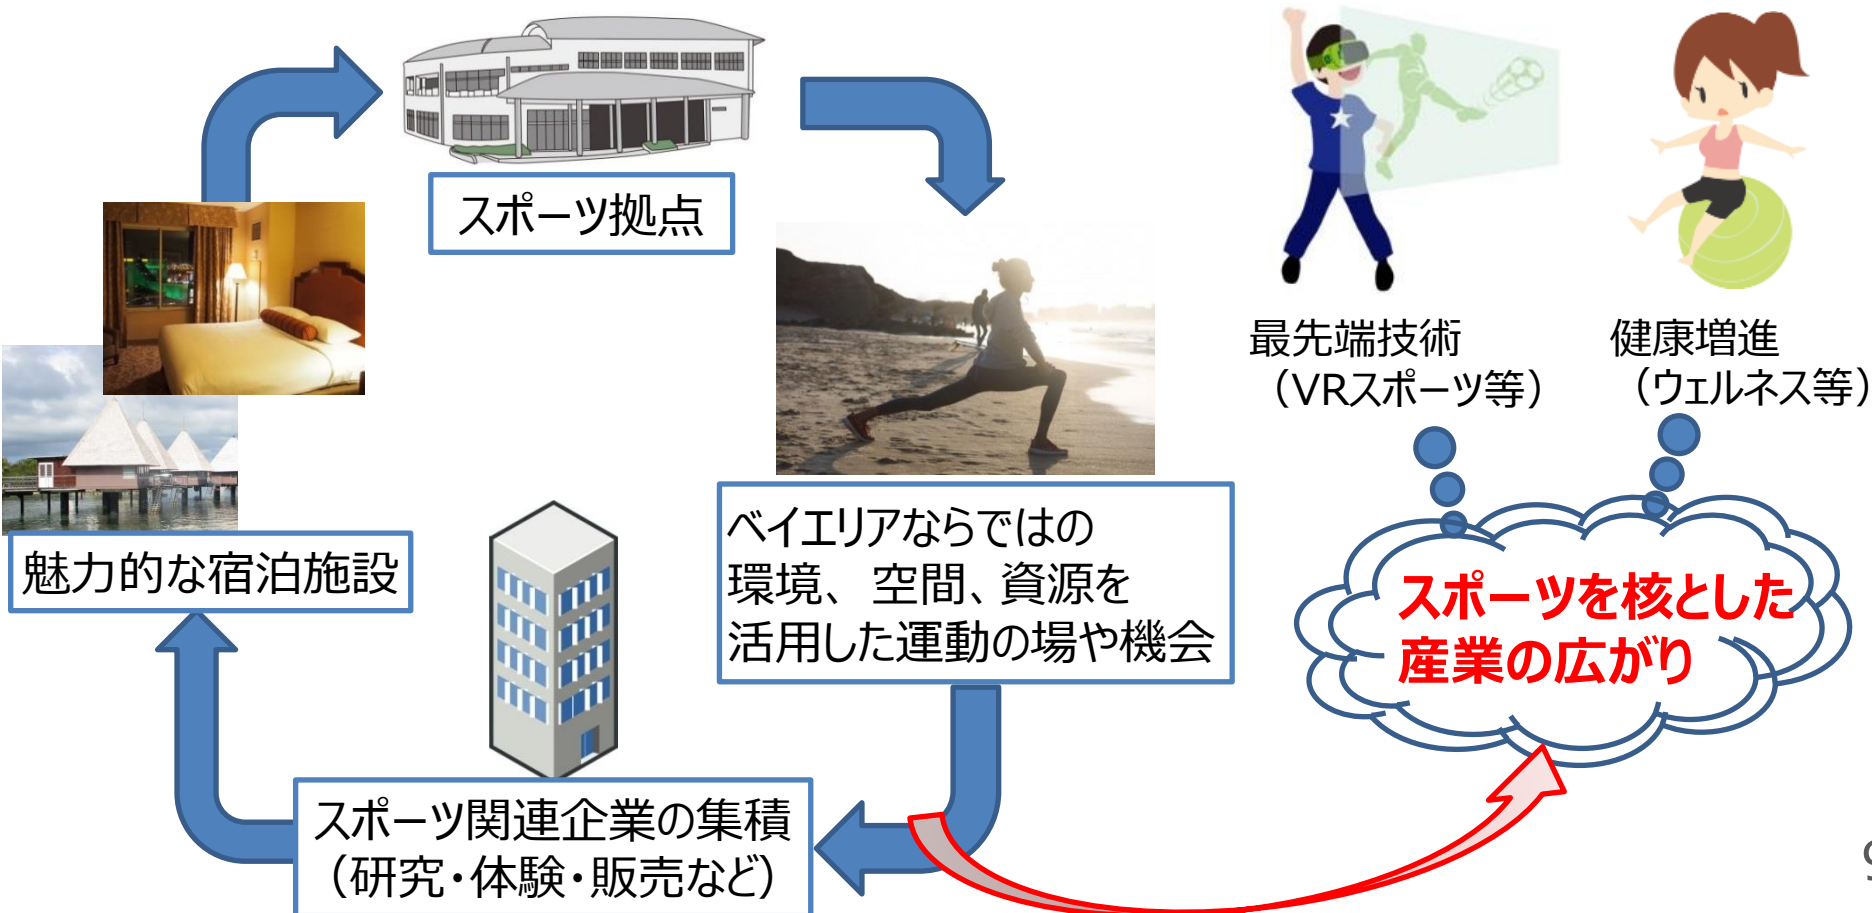 スポーツ拠点
最先端技術
（VRスポーツ等）
健康増進
（ウェルネス等）
魅力的な宿泊施設
ベイエリアならではの
環境、空間、資源を
活用した運動の場や機会
スポーツを核とした
産業の広がり
スポーツ関連企業の集積
（研究・体験・販売など）